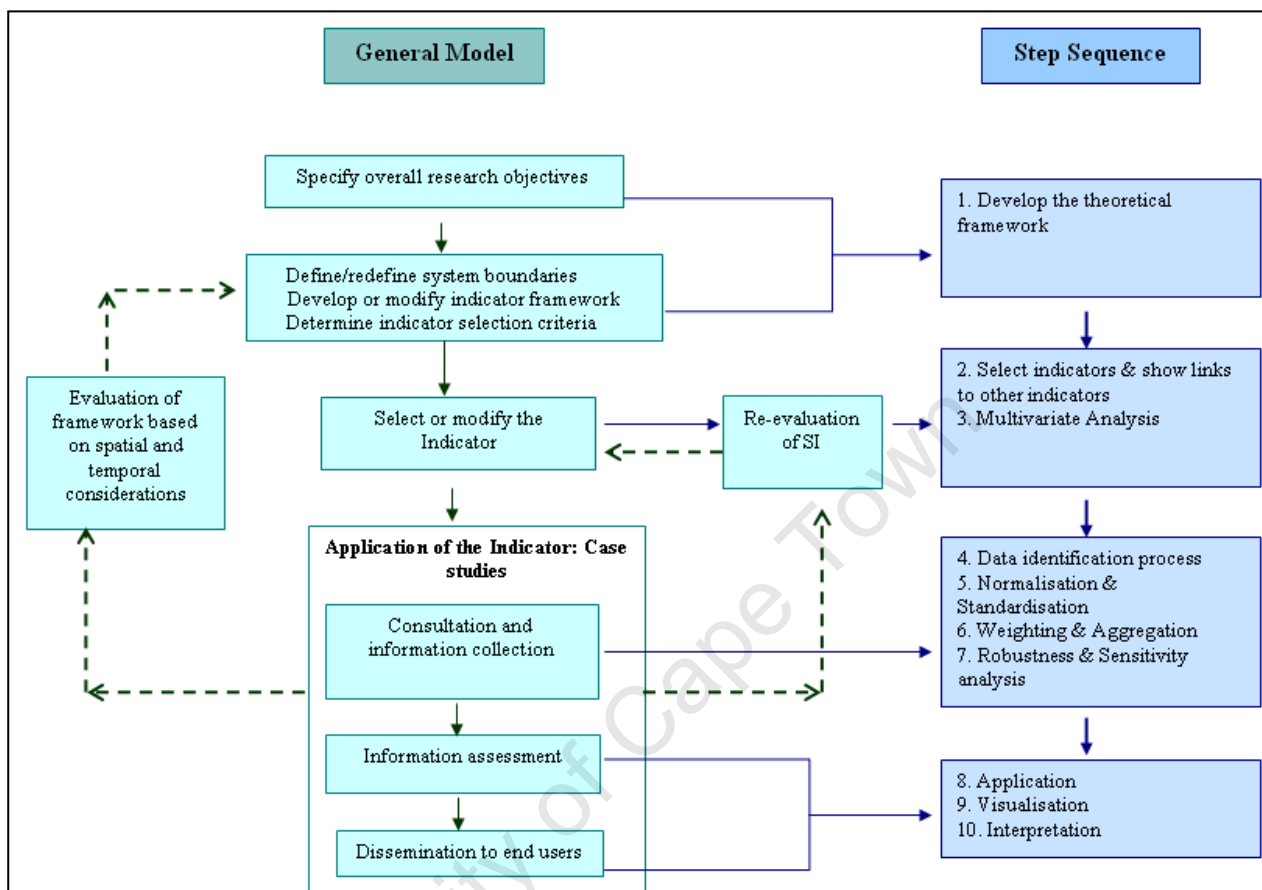 General Model
Step Sequence
Specify overall research objectives
1. Develop the theoretical
framework
Define/redefine system boundaries
Develop or modify indicator framework
Determine indicator selection criteria
Evaluation of
framework based
on spatial and
temporal
considerations
Select or modify the
Indicator
Re-evaluation
of SI
2. Select indicators & show links
to other indicators
3. Multivariate Analysis
Application of the Indicator: Case
studies
Consultation and
information collection
4. Data identification process
5. Normalisation &
Standardisation
6. Weighting & Aggregation
7. Robustness & Sensitivity
analysis
Information assessment
Dissemination to end users
8. Application
9. Visualisation
10. Interpretation
ity of Cape Town